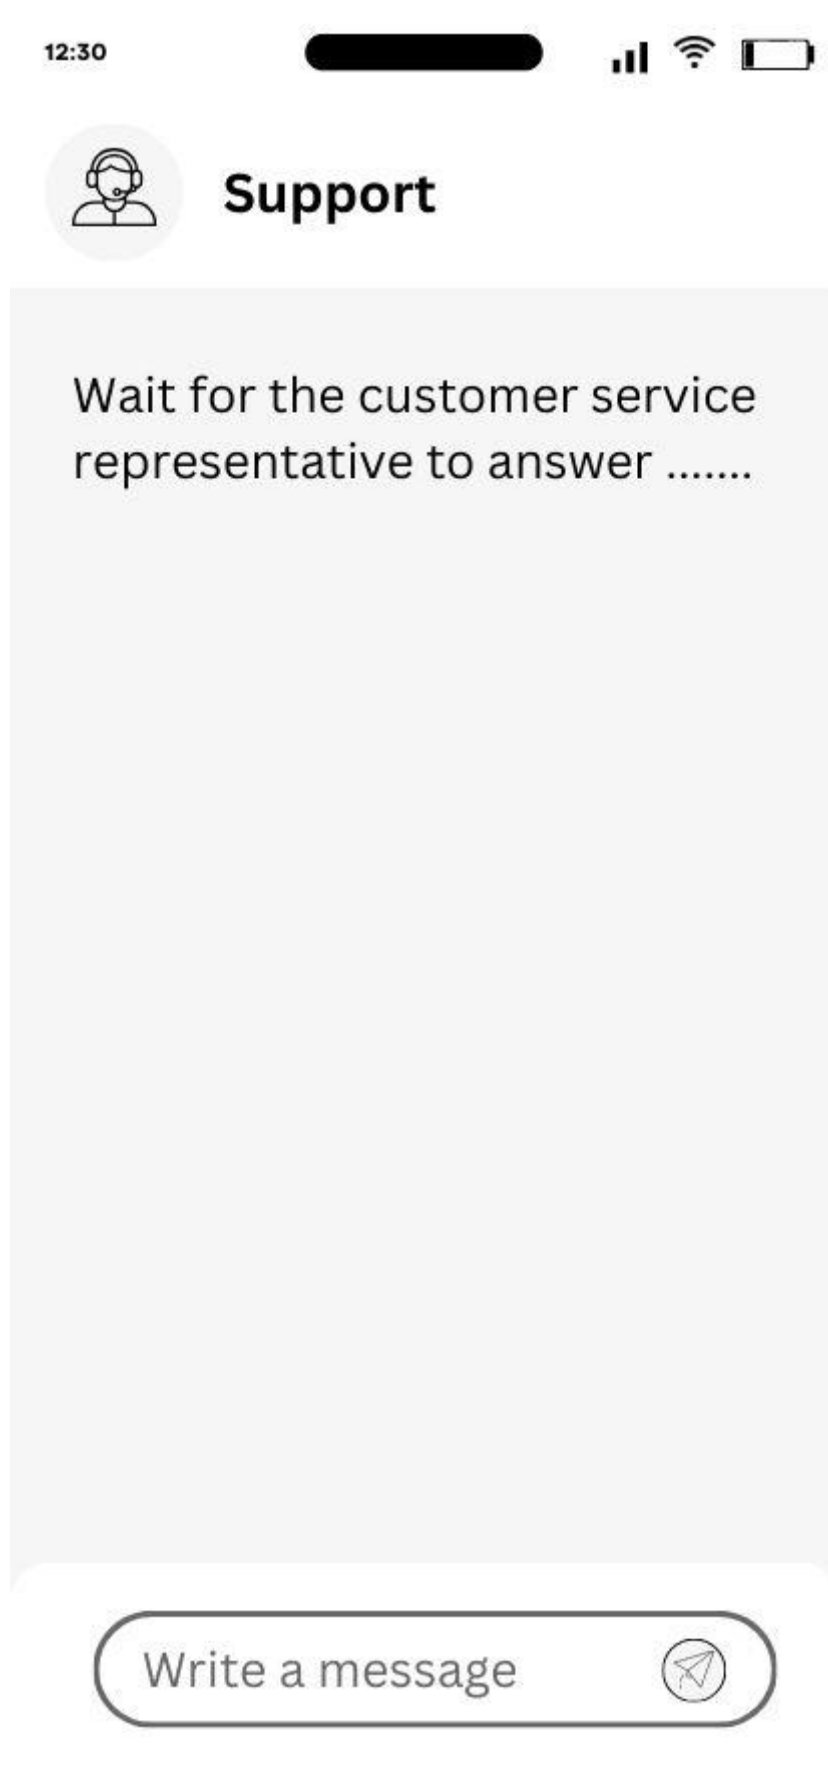 12:30
Support
Wait for the customer service
representative to answer .......
Write a message